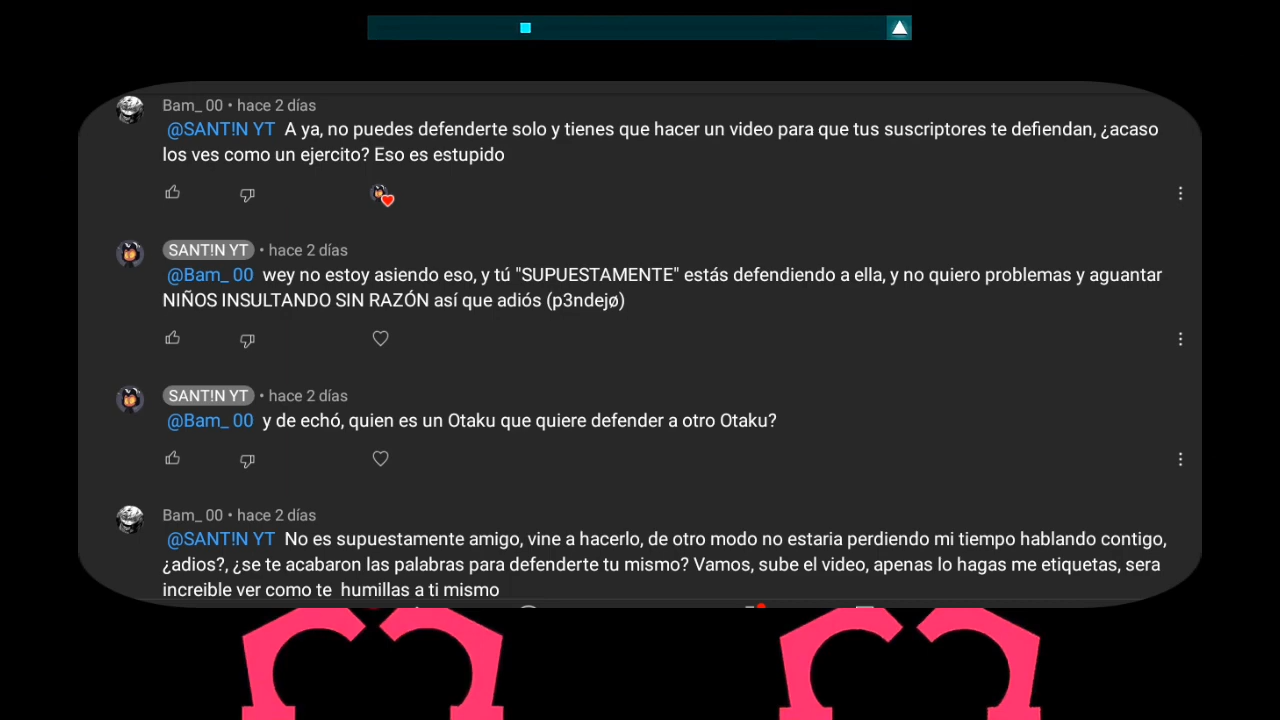 Bam_ 00 • hace 2 días
@SANT!N YT A ya, no puedes defenderte solo y tienes que hacer un video para que tus suscriptores te defiendan, ¿acaso
los ves como un ejercito? Eso es estupido
SANT!N YT • hace 2 días
@Bam_ 00 wey no estoy asiendo eso, y tú "SUPUESTAMENTE" estás defendiendo a ella, y no quiero problemas y aguantar
NIÑOS INSULTANDO SIN RAZÓN así que adiós (p3ndejø)
SANT!N YT • hace 2 días
@Bam_ 00 y de echó, quien es un Otaku que quiere defender a otro Otaku?
Bam_ 00 • hace 2 días
@SANT!N YT No es supuestamente amigo, vine a hacerlo, de otro modo no estaria perdiendo mi tiempo hablando contigo,
¿adios?, ¿se te acabaron las palabras para defenderte tu mismo? Vamos, sube el video, apenas lo hagas me etiquetas, sera
increible ver como te humillas a ti mismo